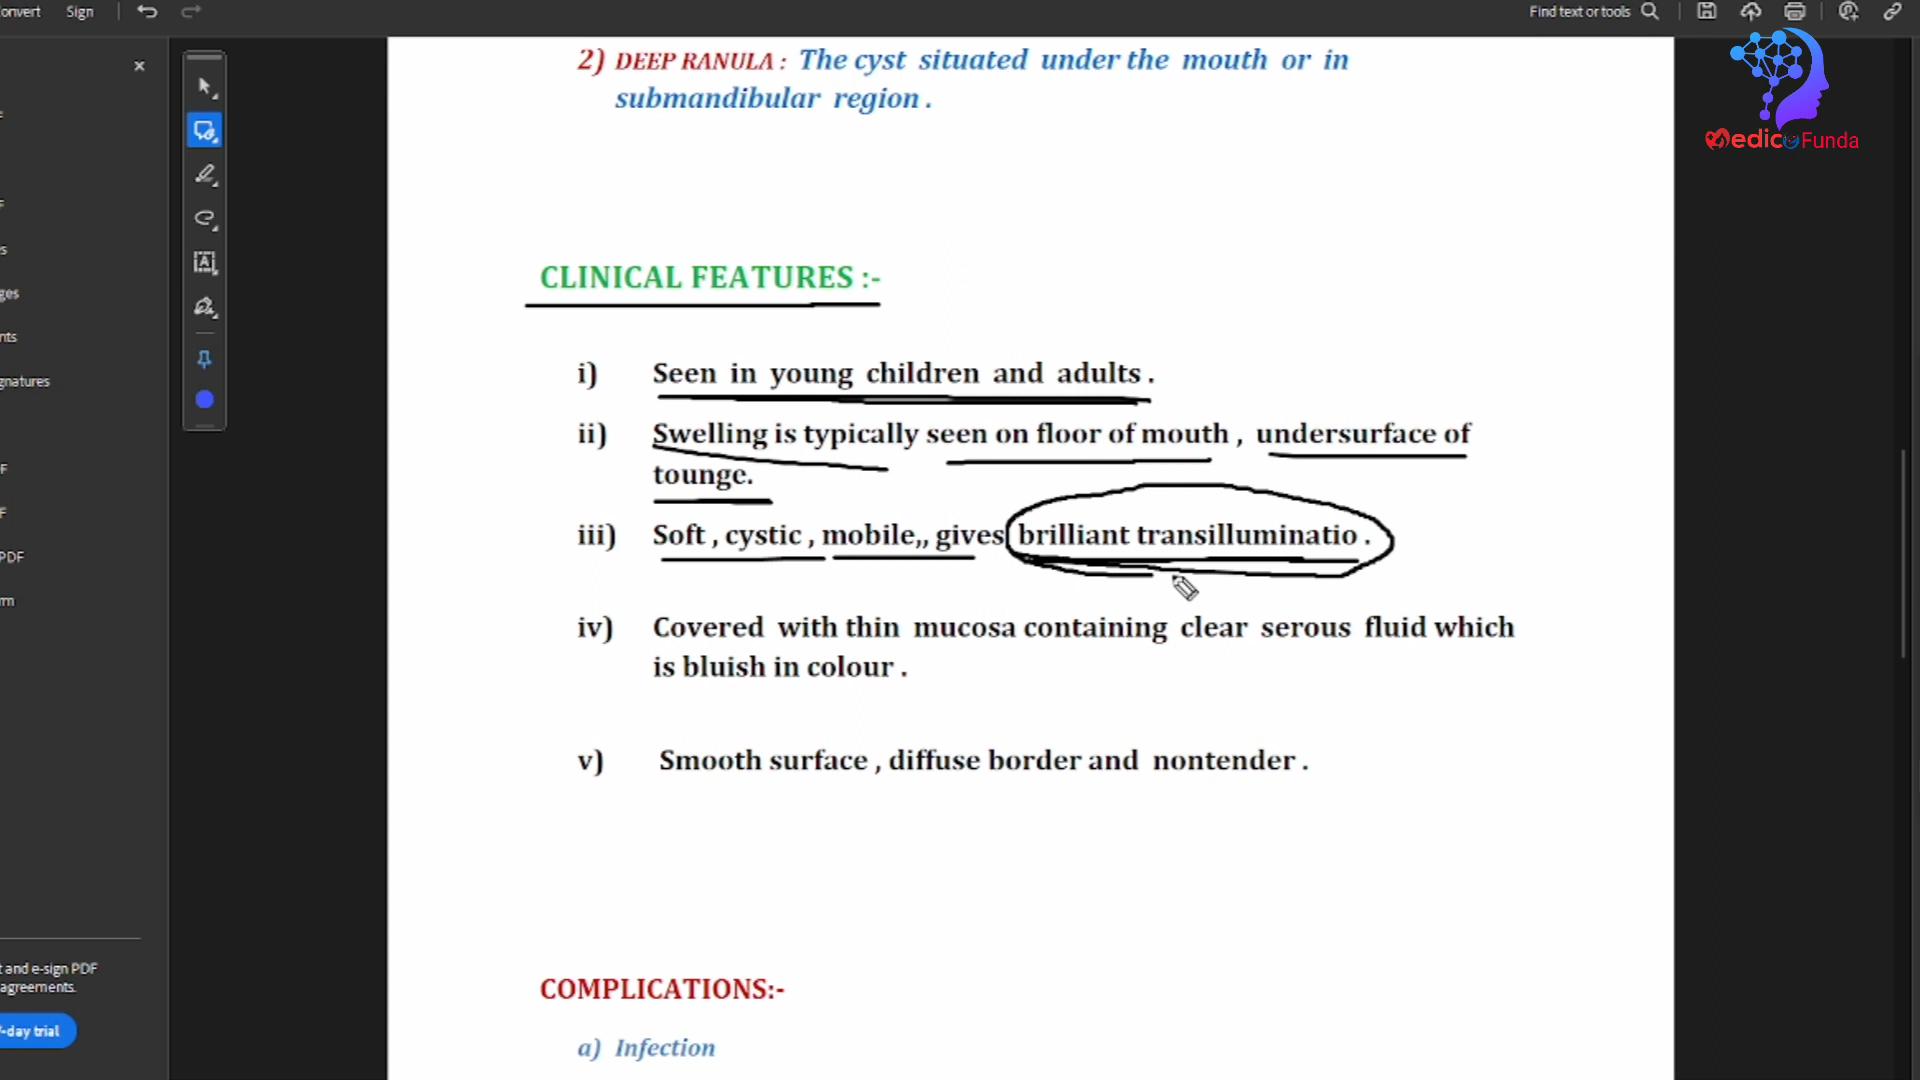 onvert Sign Find text or tools
2) DEEP RANULA : The cyst situated under the mouth or in
submandibular region .
Medico Funda
CLINICAL FEATURES :-
ges
i) Seen in young children and adults .
nts
gnatures
ii) Swelling is typically seen on floor of mouth , undersurface of
tounge.
iii) Soft , cystic , mobile,, gives brilliant transilluminatio .
PDF
rm
iv) Covered with thin mucosa containing clear serous fluid which
is bluish in colour .
v) Smooth surface , diffuse border and nontender .
t and e-sign PDF
agreements.
COMPLICATIONS:-
-day trial
a) Infection